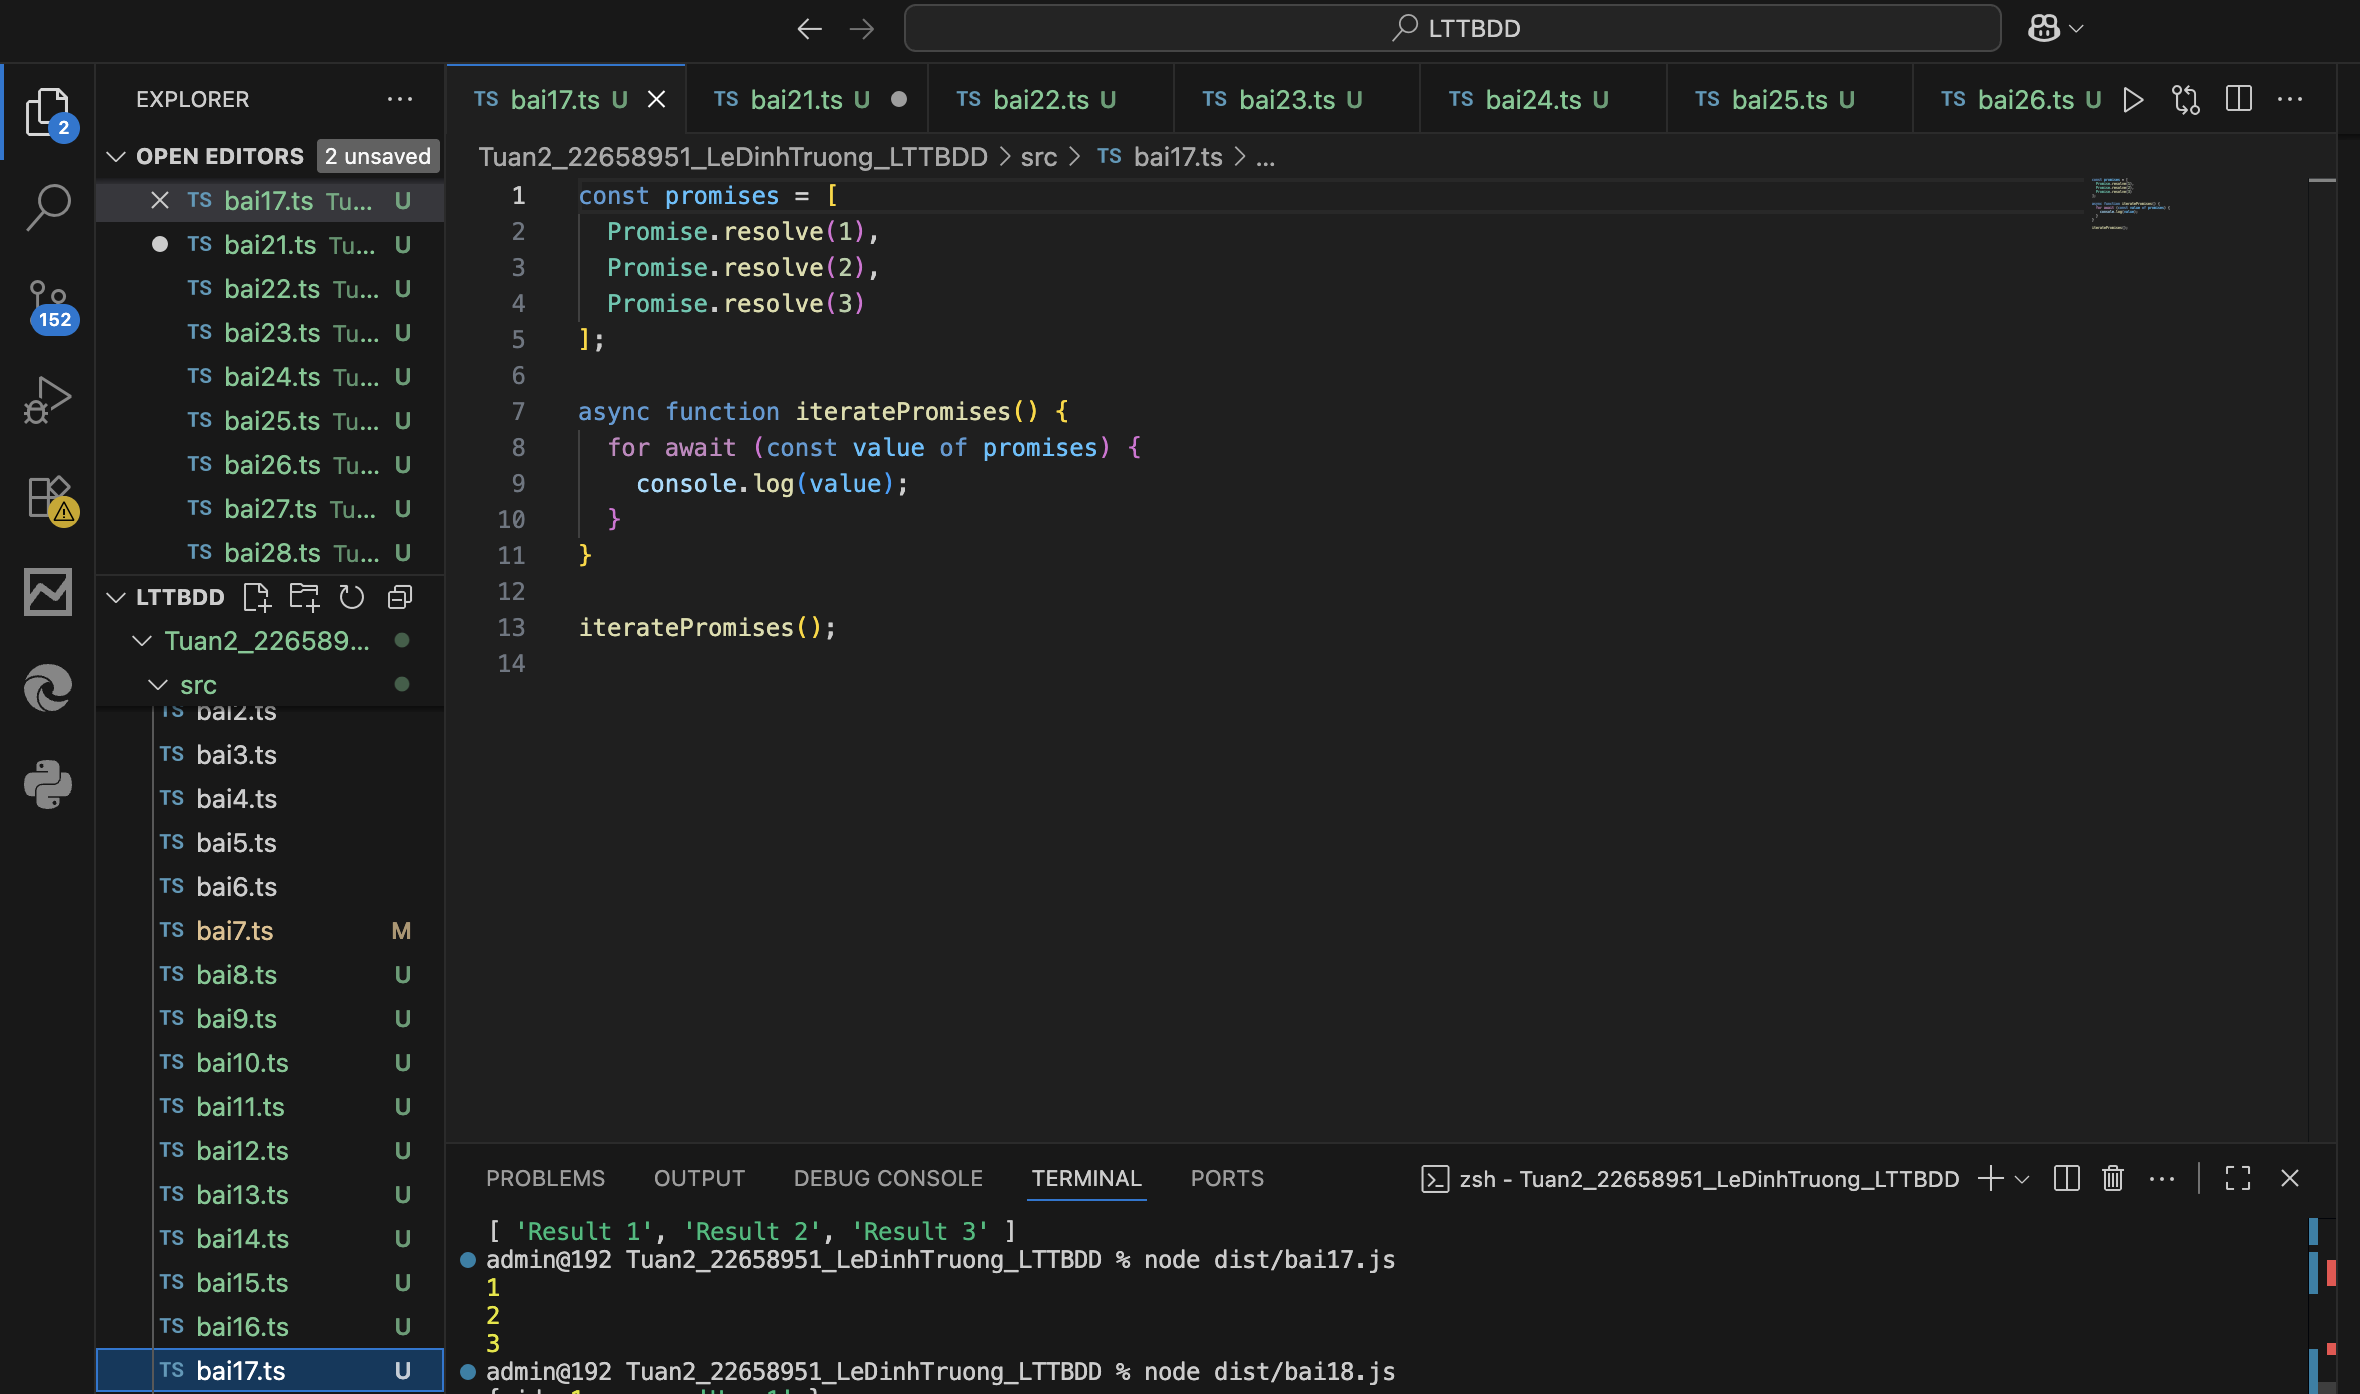 LTTBDD
EXPLORER
2
OPEN EDITORS 2 unsaved
TS bai17.ts Tu... U
TS bai21.ts Tu... U
TS bai22.ts Tu... U
TS bai23.ts Tu... U
152
TS bai24.ts Tu... U
TS bai25.ts Tu... U
TS bai26.ts Tu... U
TS bai27.ts Tu... U
TS bai28.ts Tu... U
LTTBDD
Tuan2_226589...
src
TS bai2.ts
TS bai3.ts
TS bai4.ts
TS bai5.ts
TS bai6.ts
TS bai7.ts M
TS bai8.ts U
TS bai9.ts U
TS bai10.ts U
TS bai11.ts U
TS bai12.ts U
TS bai13.ts U
TS bai14.ts U
TS bai15.ts U
TS bai16.ts U
TS bai17.ts U
TS bai17.ts U TS bai21.ts U TS bai22.ts U TS bai23.ts U TS bai24.ts U TS bai25.ts U TS bai26.ts U
Tuan2_22658951_LeDinhTruong_LTTBDD > src > TS bai17.ts > ...
1 const promises = [
2 Promise.resolve(1),
3 Promise.resolve(2),
4 Promise.resolve(3)
5 ];
6
7 async function iteratePromises() {
8 for await (const value of promises) {
9 console.log(value);
10 }
11 }
12
13 iteratePromises();
14
PROBLEMS OUTPUT DEBUG CONSOLE TERMINAL PORTS zsh - Tuan2_22658951_LeDinhTruong_LTTBDD
[ 'Result 1', 'Result 2', 'Result 3' ]
admin@192 Tuan2_22658951_LeDinhTruong_LTTBDD % node dist/bai17.js
1
2
3
admin@192 Tuan2_22658951_LeDinhTruong_LTTBDD % node dist/bai18.js